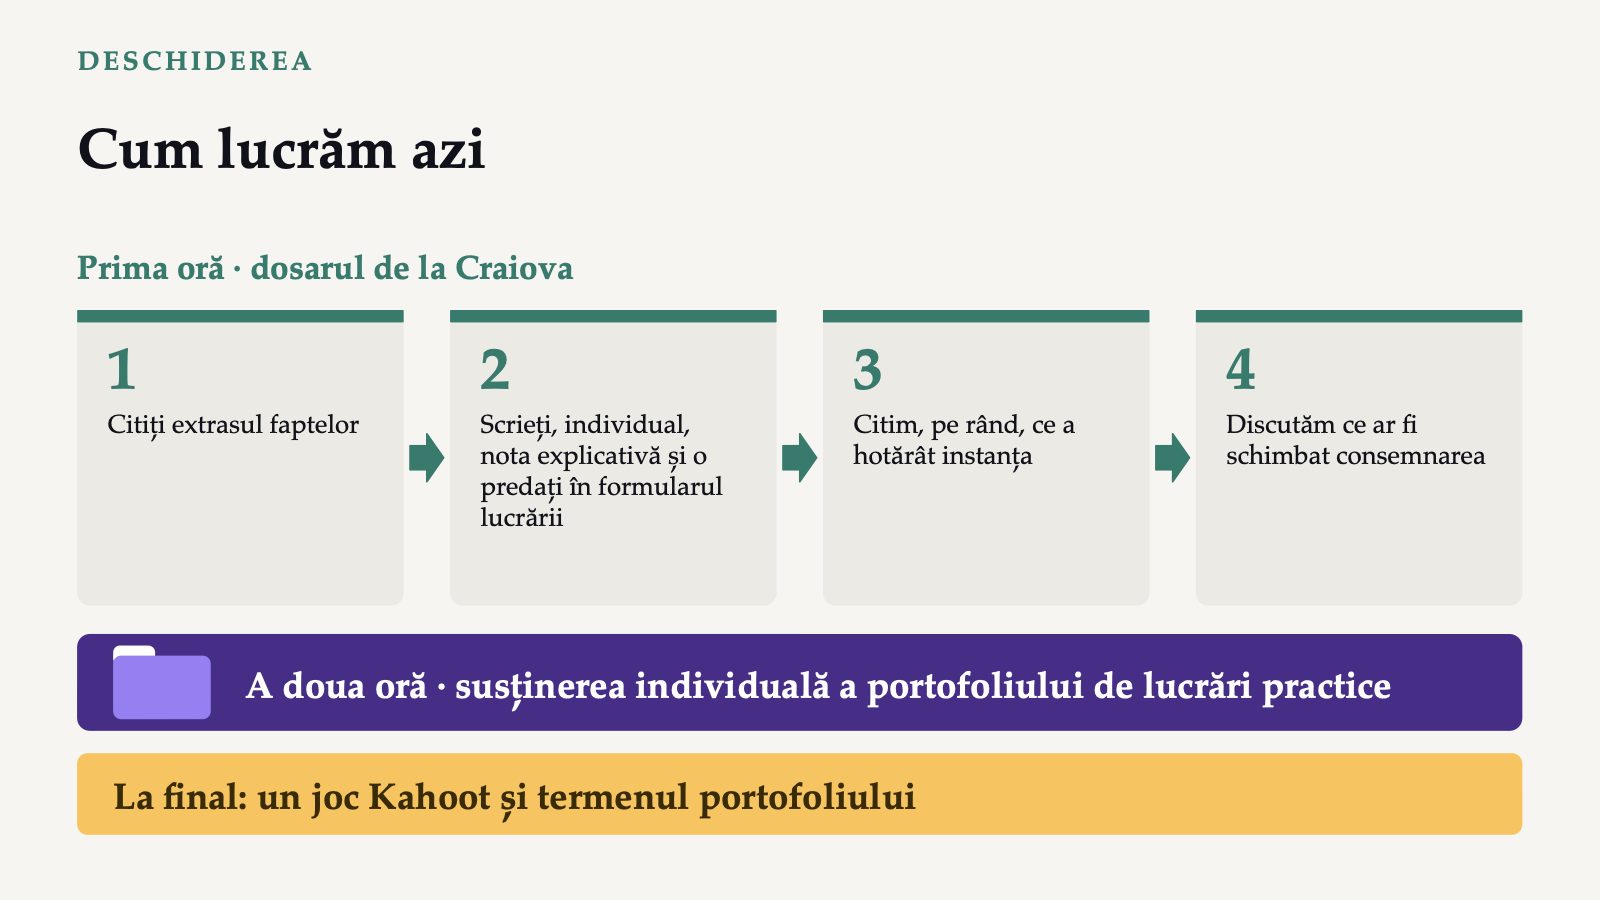 DESCHIDEREA
Cum lucrăm azi
Prima oră · dosarul de la Craiova
1
Citiți extrasul faptelor
2
Scrieți, individual,
nota explicativă și o
predați în formularul
lucrării
3
Citim, pe rând, ce a
hotărât instanța
4
Discutăm ce ar fi
schimbat consemnarea
A doua oră · susținerea individuală a portofoliului de lucrări practice
La final: un joc Kahoot și termenul portofoliului